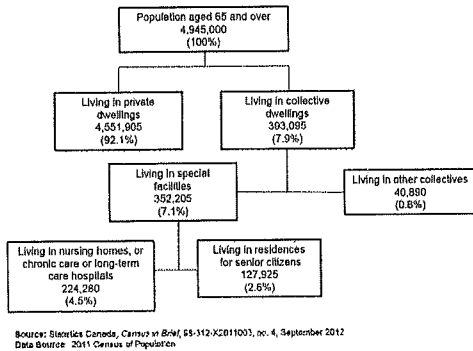 Population aged 65 and over
4,945,000
(100%)
Living in private
dwellings
4,551,905
(92.1%)
Living in collective
dwellings
393,095
(7.9%)
Living in special
facilities
352,205
(7.1%)
Living in other collectives
40,890
(0.8%)
Living in nursing homes, or
chronic care or long-term
care hospitals
224,280
(4.5%)
Living in residences
for senior citizens
127,925
(2.6%)
Source: Statistics Canada, Census in Brief, 98-312-X2011003, no. 4, September 2012
Data Source: 2011 Census of Population